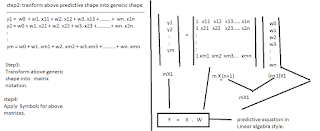 step2: tranform above predictive shape into generic shape
y1 = w0 + w1. x11 + w2. x12 + w3. x13 +.......... + wn. x1n
y2 = w0 + w1. x21 + w2. x22 + w3. x23 +.......... + wn. x2n
:
:
ym = w0 + w1. xm1 + w2. xm2 + w3.xm3 +..........+ wn. xmn
Step3:
Transform above generic
shape into matrix
notation.
step4:
Apply Symbols for above
matrices.
y1
y2
:
ym
=
1 x11 x12 x13..... x1n
1 x21 x22 x23..... x2n
:
1 xm1 xm2 xm3... xmn
w0
w1
w2
:
wn
mX1
m X (n+1)
(n+1)X1
mX1
Y = X . W
predictive equation in
Linear algebra style.